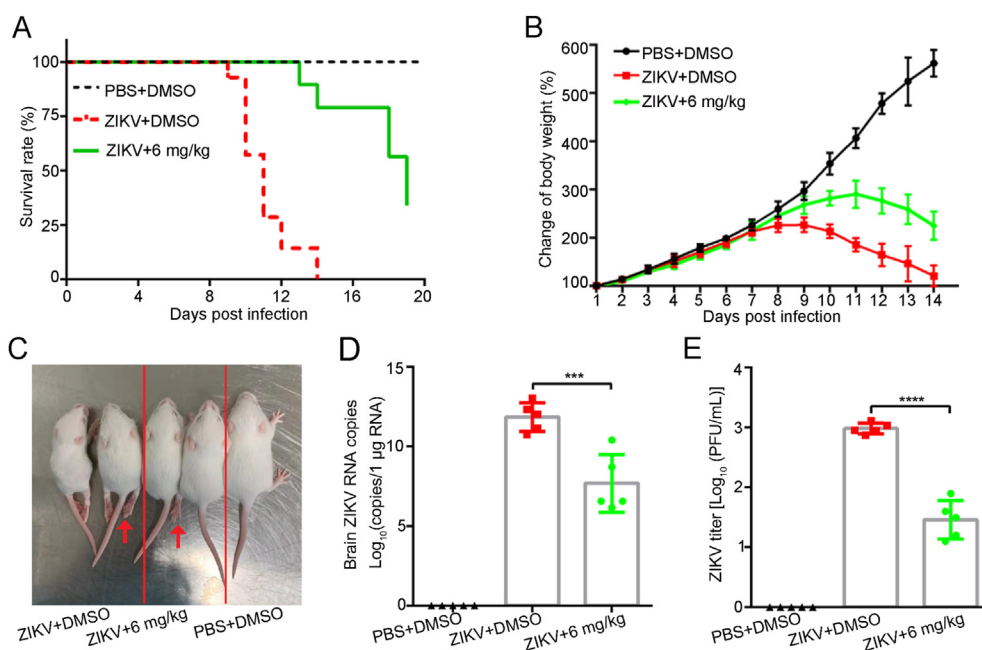 A
Survival rate (%)
100
75
50
25
0
PBS+DMSO
ZIKV+DMSO
ZIKV+6 mg/kg
0 4 8 12 16 20
Days post infection
B
Change of body weight (%)
600
500
400
300
200
100
PBS+DMSO
ZIKV+DMSO
ZIKV+6 mg/kg
1 2 3 4 5 6 7 8 9 10 11 12 13 14
Days post infection
C
ZIKV+DMSO
ZIKV+6 mg/kg
PBS+DMSO
D
Brain ZIKV RNA copies
Log10(copies/1 μg RNA)
15
10
5
0
***
PBS+DMSO
ZIKV+DMSO
ZIKV+6 mg/kg
E
ZIKV titer [Log10 (PFU/mL)]
4
3
2
1
0
****
PBS+DMSO
ZIKV+DMSO
ZIKV+6 mg/kg